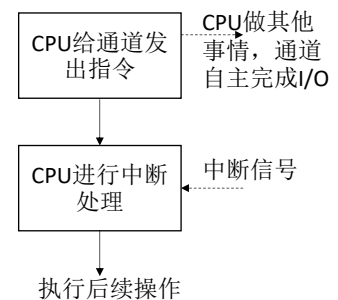 CPU给通道发
出指令
CPU做其他
事情，通道
自主完成I/O
CPU进行中断
处理
中断信号
执行后续操作